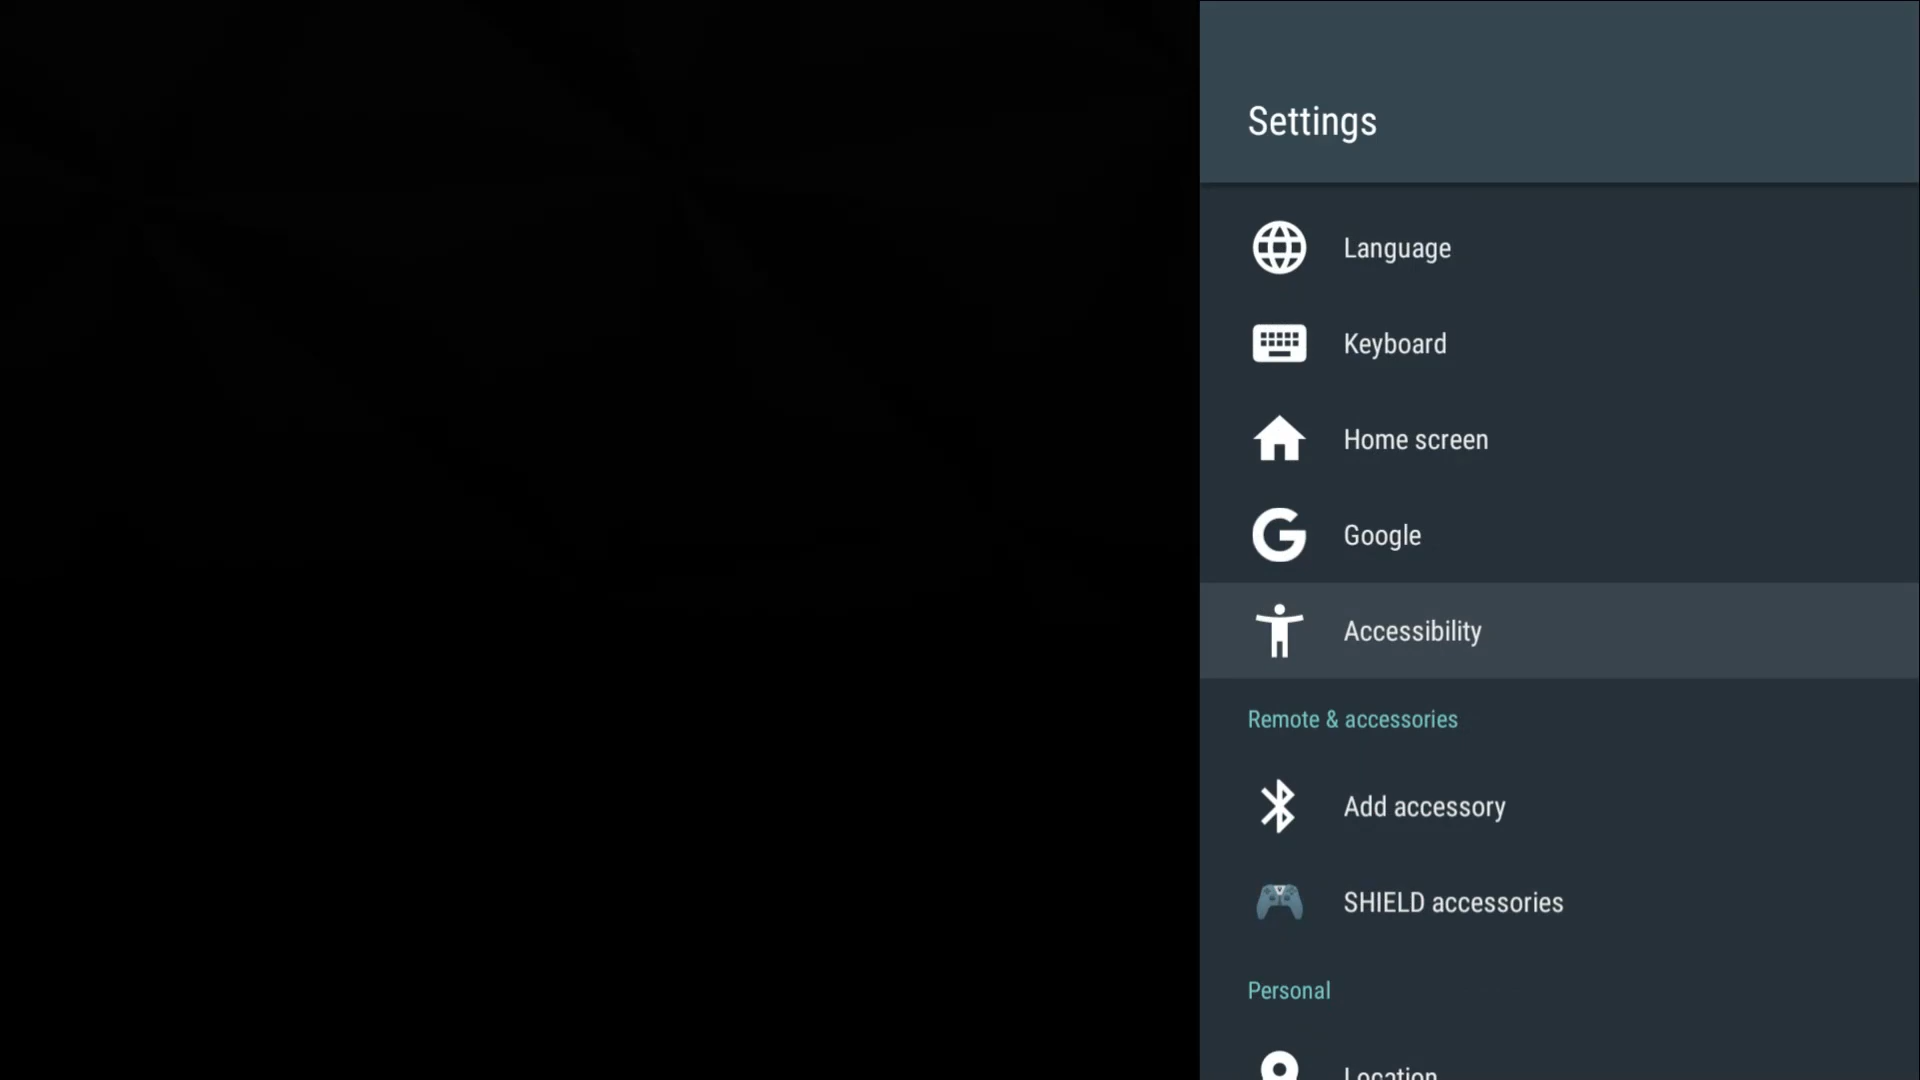 Settings
Language
Keyboard
Home screen
Google
Accessibility
Remote & accessories
Add accessory
SHIELD accessories
Personal
Location